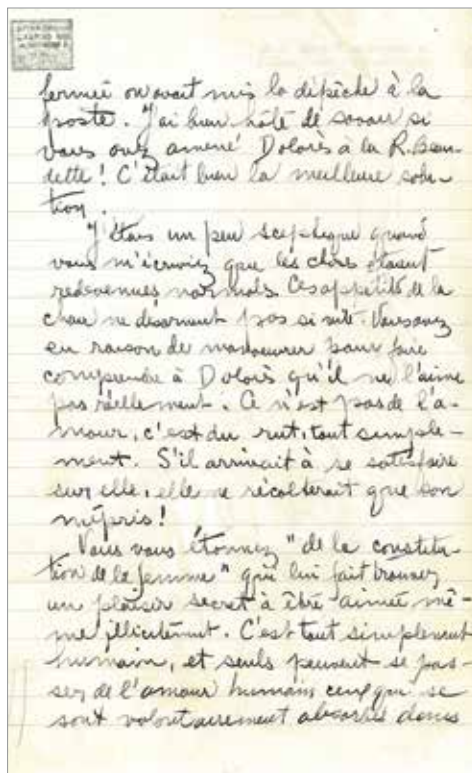 fermée on avait mis la dépêche à la
poste. J'ai bien hâte de savoir si
vous avez amené Dolorès à la R. Beau-
dette! C'était bien la meilleure solu-
tion.
J'étais un peu sceptique quand
vous m'écriviez que les choses étaient
redevenues normales. Ces appétits de la
chair ne désarment pas si vite. Vous avez
eu raison de manoeuvrer pour faire
comprendre à Dolorès qu'il ne l'aime
pas réellement. Ce n'est pas de l'a-
mour, c'est du rut, tout simple-
ment. S'il arrivait à se satisfaire
sur elle, elle ne récolterait que son
mépris!
Vous vous étonnez "de la constitu-
tion de la femme" qui lui fait trouver
un plaisir secret à être aimée mê-
me illicitement. C'est tout simplement
humain, et seuls peuvent se pas-
ser de l'amour humain ceux qui se
sont volontairement absorbés dans